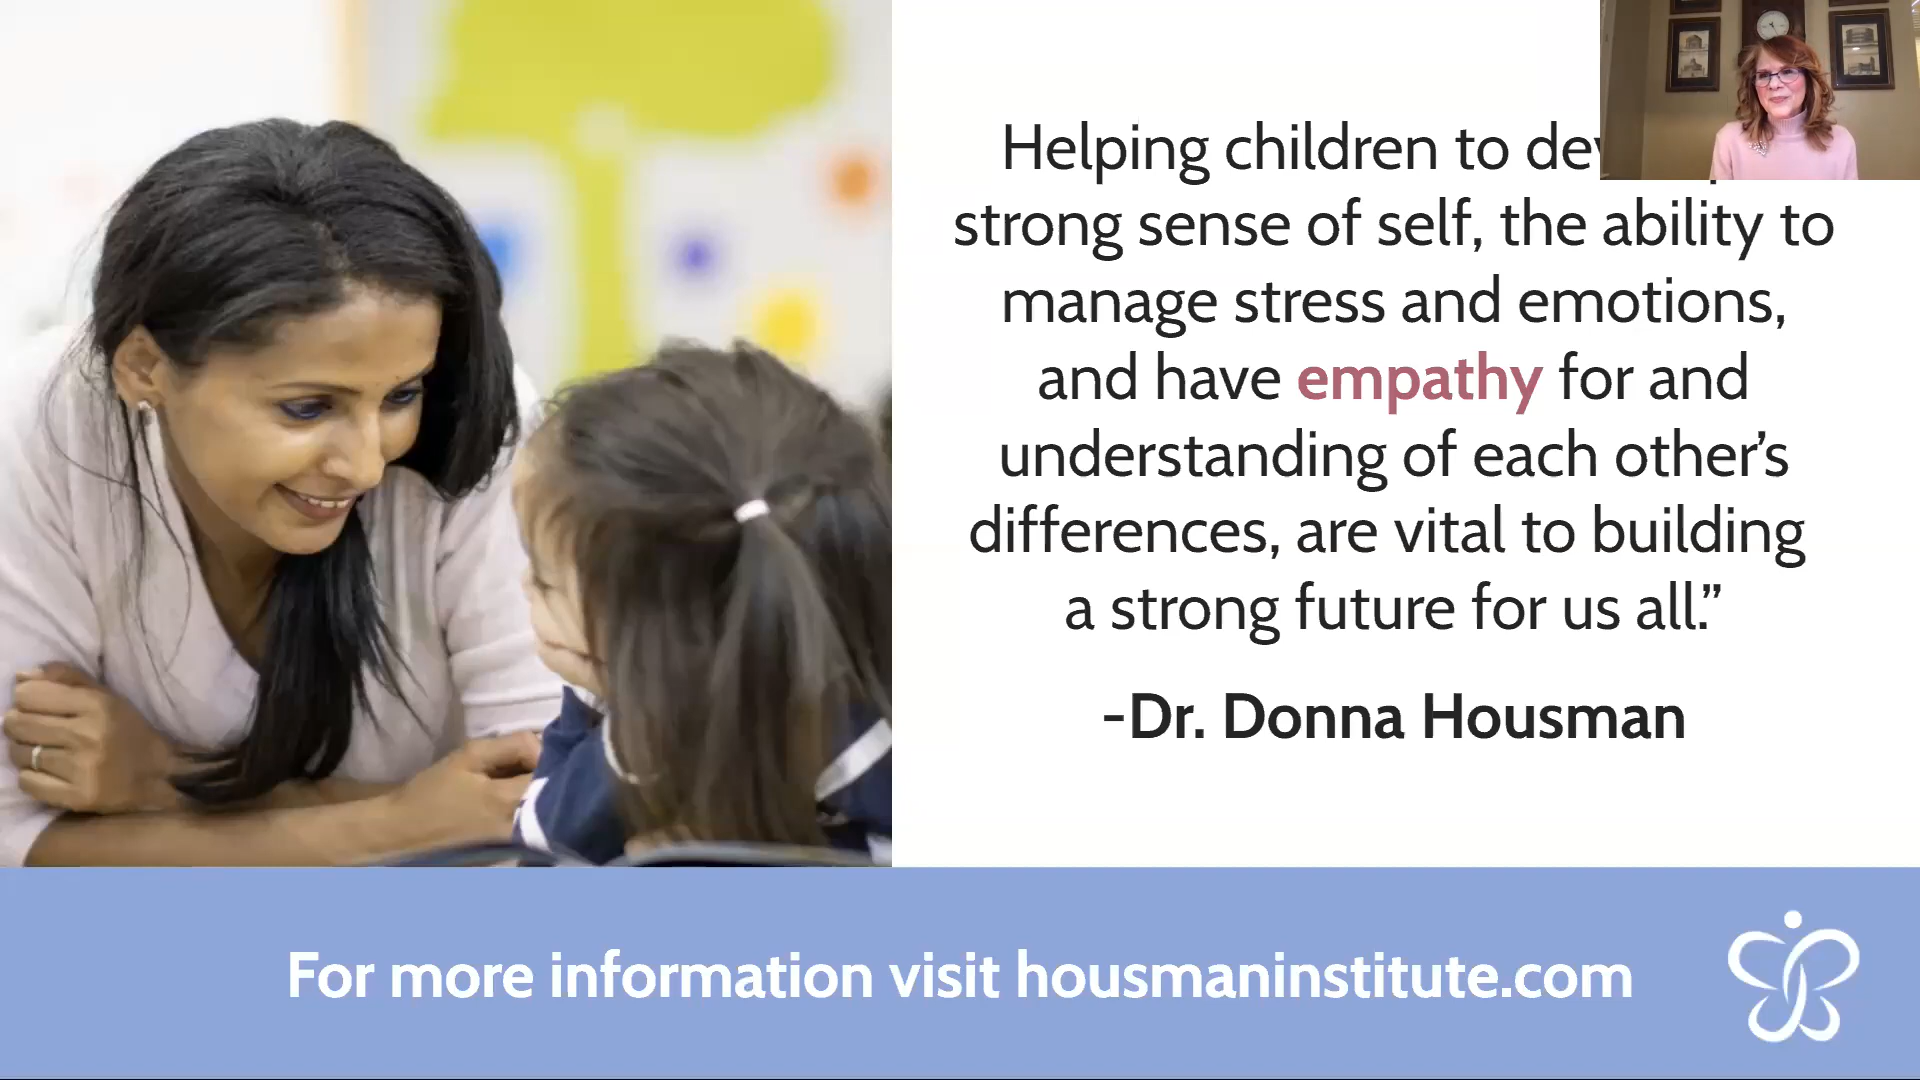 Helping children to
strong sense of self, the ability to
manage stress and emotions,
and have empathy for and
understanding of each other’s
differences, are vital to building
a strong future for us all.”
-Dr. Donna Housman
For more information visit housmaninstitute.com